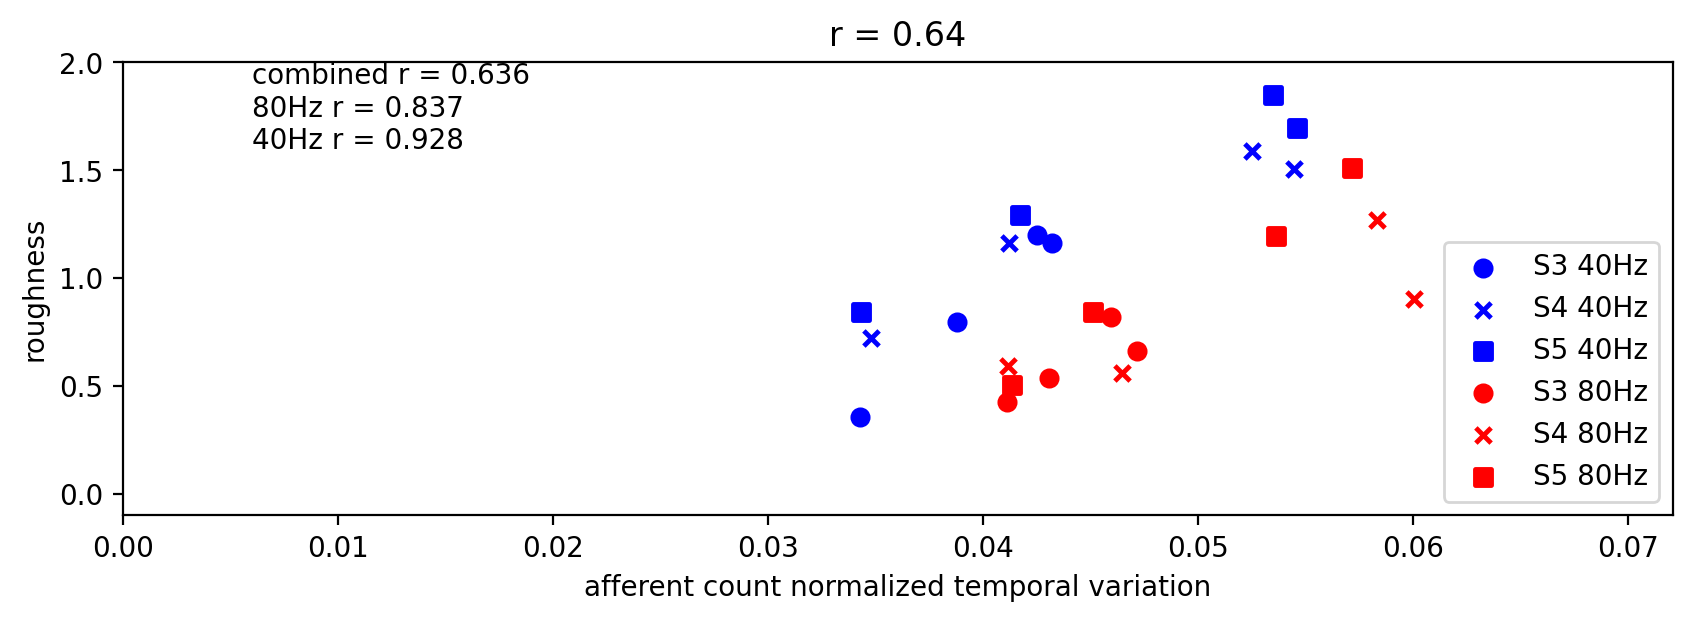 r = 0.64
combined r = 0.636
80Hz r = 0.837
40Hz r = 0.928
2.0
1.5
1.0
0.5
0.0
roughness
S3 40Hz
S4 40Hz
S5 40Hz
S3 80Hz
S4 80Hz
S5 80Hz
0.00 0.01 0.02 0.03 0.04 0.05 0.06 0.07
afferent count normalized temporal variation